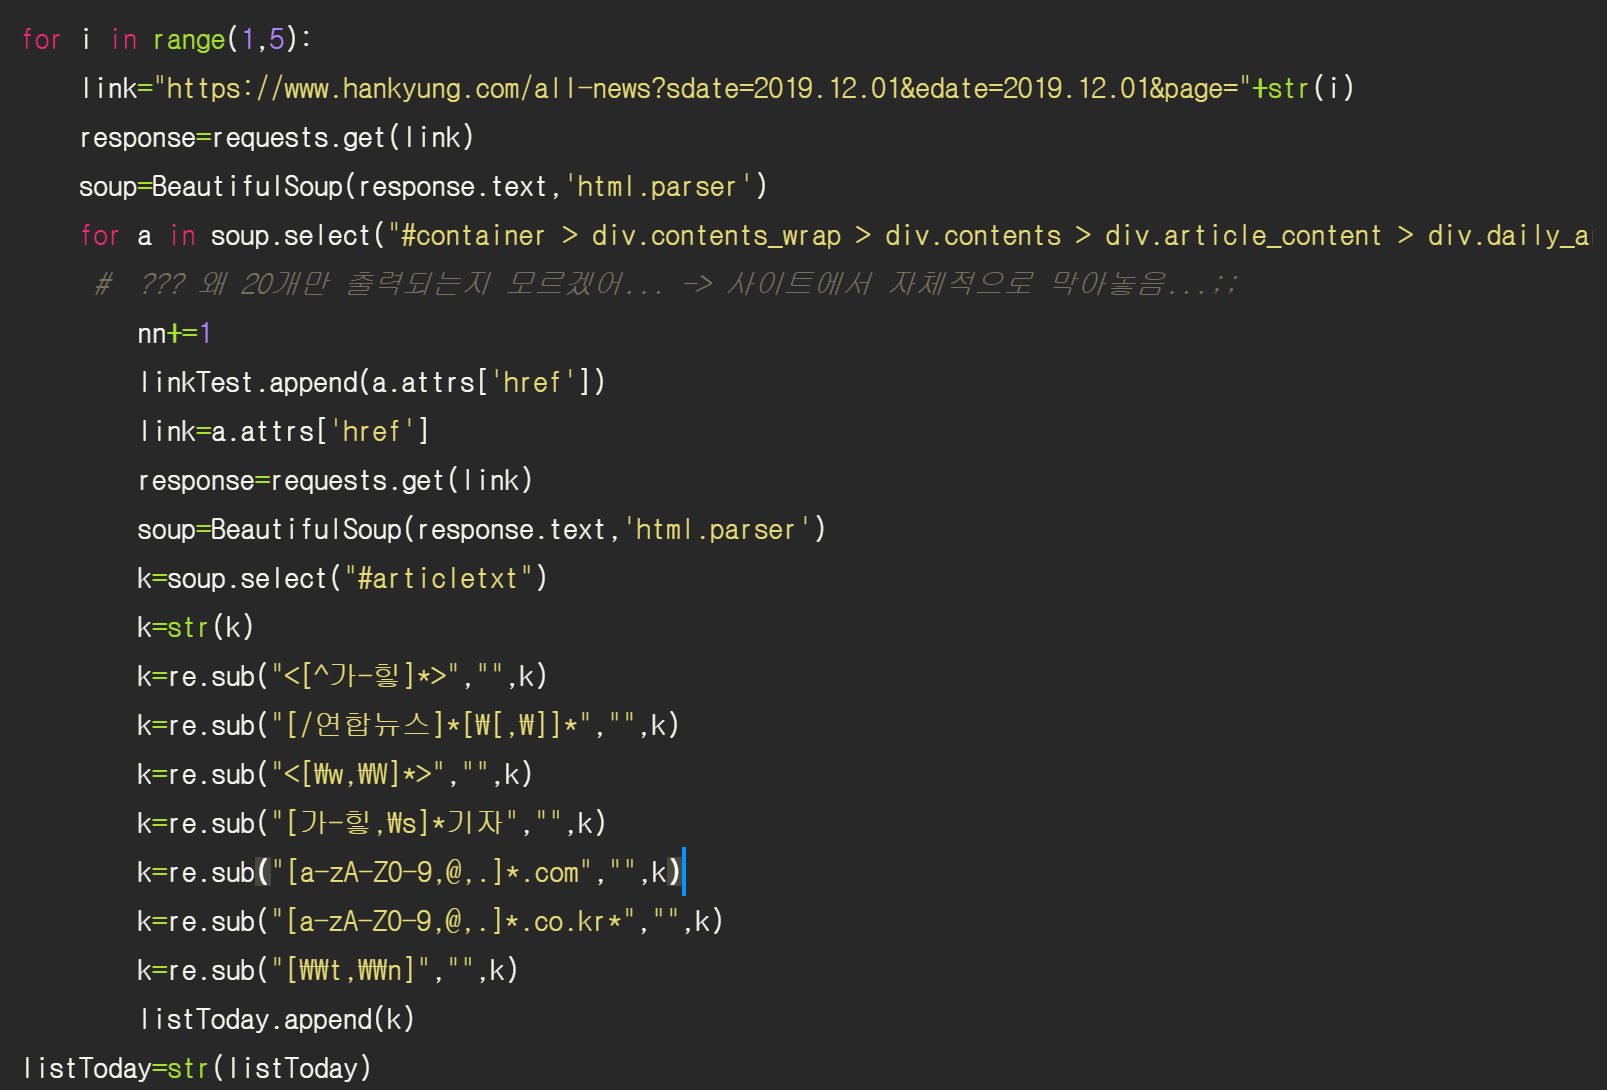 for i in range(1,5):
    link="https://www.hankyung.com/all-news?sdate=2019.12.01&edate=2019.12.01&page="+str(i)
    response=requests.get(link)
    soup=BeautifulSoup(response.text,'html.parser')
    for a in soup.select("#container > div.contents_wrap > div.contents > div.article_content > div.daily_a
     #  ??? 왜 20개만 출력되는지 모르겠어... -> 사이트에서 자체적으로 막아놓음...;;
        nn+=1
        linkTest.append(a.attrs['href'])
        link=a.attrs['href']
        response=requests.get(link)
        soup=BeautifulSoup(response.text,'html.parser')
        k=soup.select("#articletxt")
        k=str(k)
        k=re.sub("<[^가-힣]*>","",k)
        k=re.sub("[/연합뉴스]*[₩[,₩]]*","",k)
        k=re.sub("<[₩w,₩W]*>","",k)
        k=re.sub("[가-힣,₩s]*기자","",k)
        k=re.sub("[a-zA-Z0-9,@,.]*.com","",k)
        k=re.sub("[a-zA-Z0-9,@,.]*.co.kr*","",k)
        k=re.sub("[₩₩t,₩₩n]","",k)
        listToday.append(k)
listToday=str(listToday)